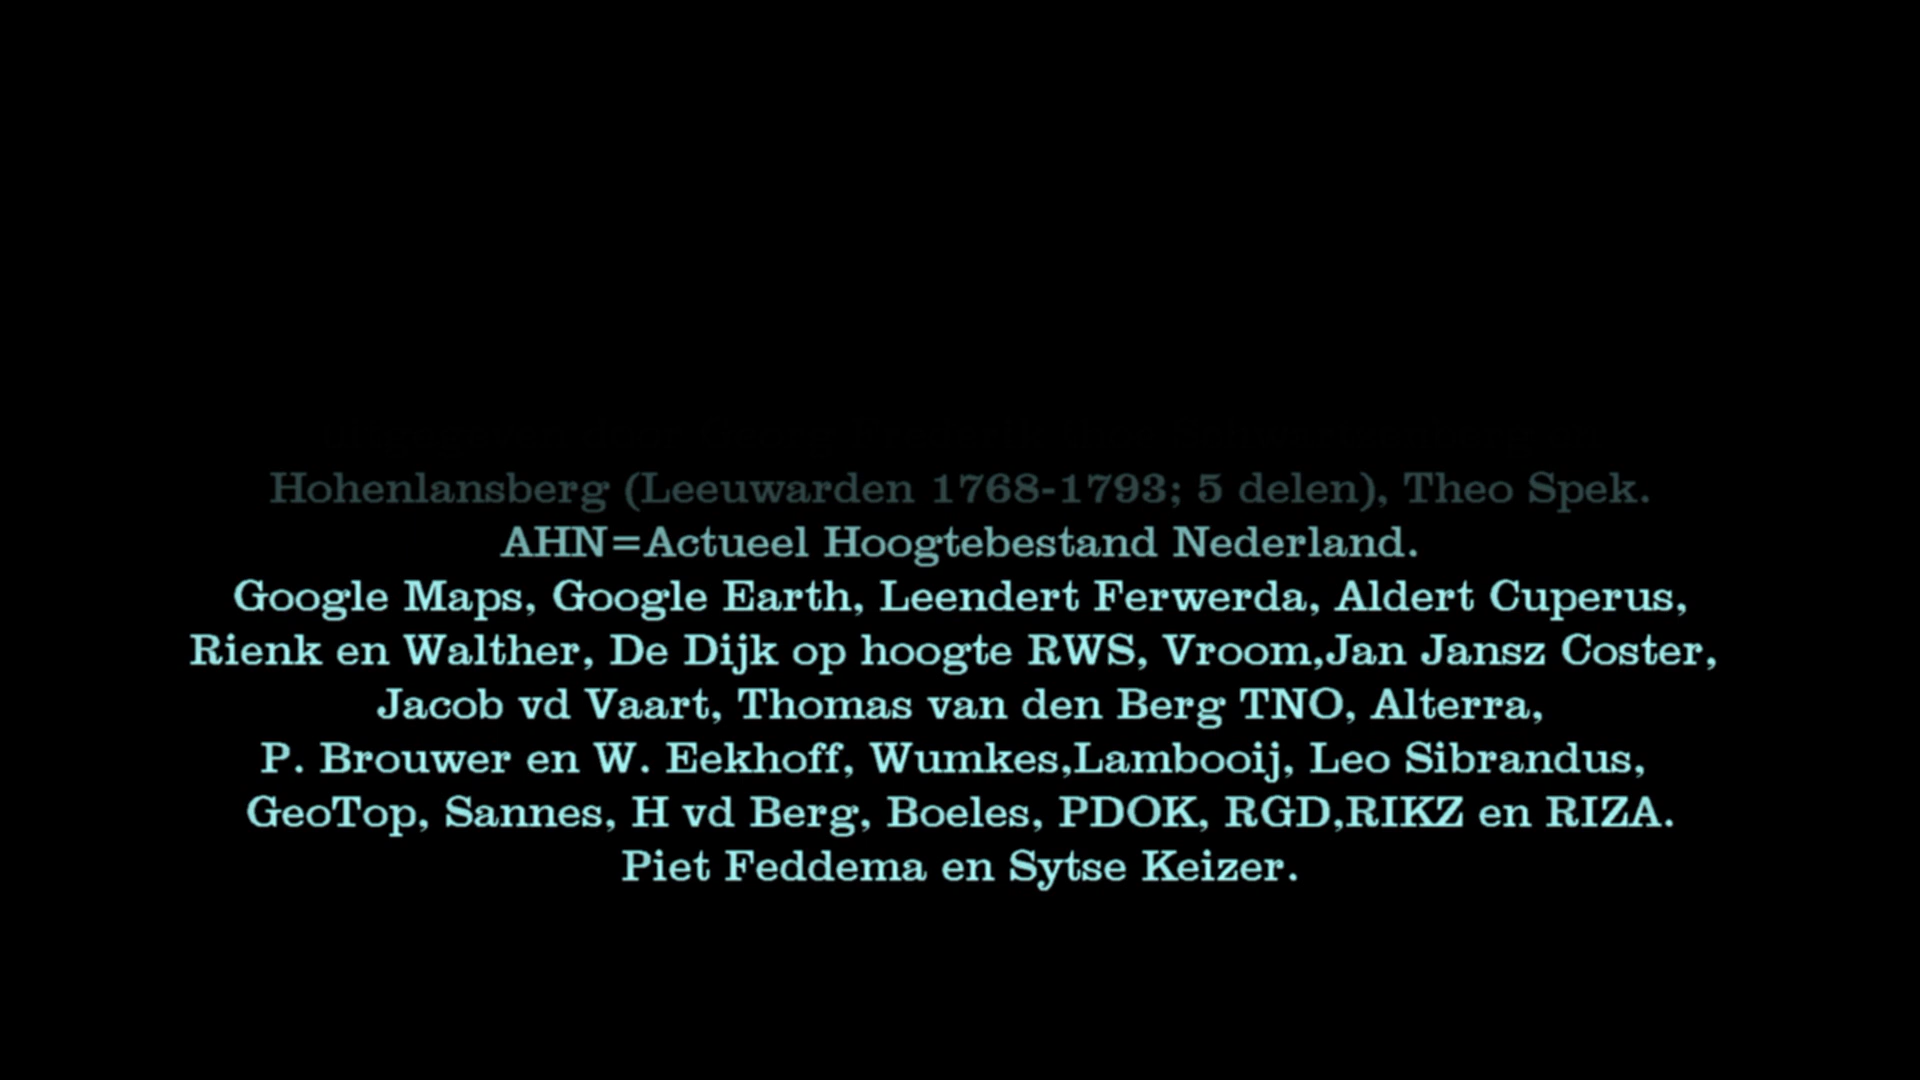 Hohenlansberg (Leeuwarden 1768-1793; 5 delen), Theo Spek.
AHN=Actueel Hoogtebestand Nederland.
Google Maps, Google Earth, Leendert Ferwerda, Aldert Cuperus,
Rienk en Walther, De Dijk op hoogte RWS, Vroom,Jan Jansz Coster,
Jacob vd Vaart, Thomas van den Berg TNO, Alterra,
P. Brouwer en W. Eekhoff, Wumkes,Lambooij, Leo Sibrandus,
GeoTop, Sannes, H vd Berg, Boeles, PDOK, RGD,RIKZ en RIZA.
Piet Feddema en Sytse Keizer.